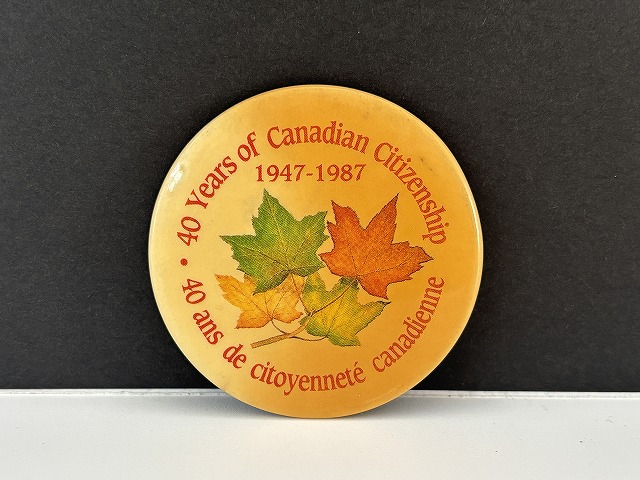 40 Years of Canadian Citizenship
1947-1987
• 40 ans de citoyenneté canadienne